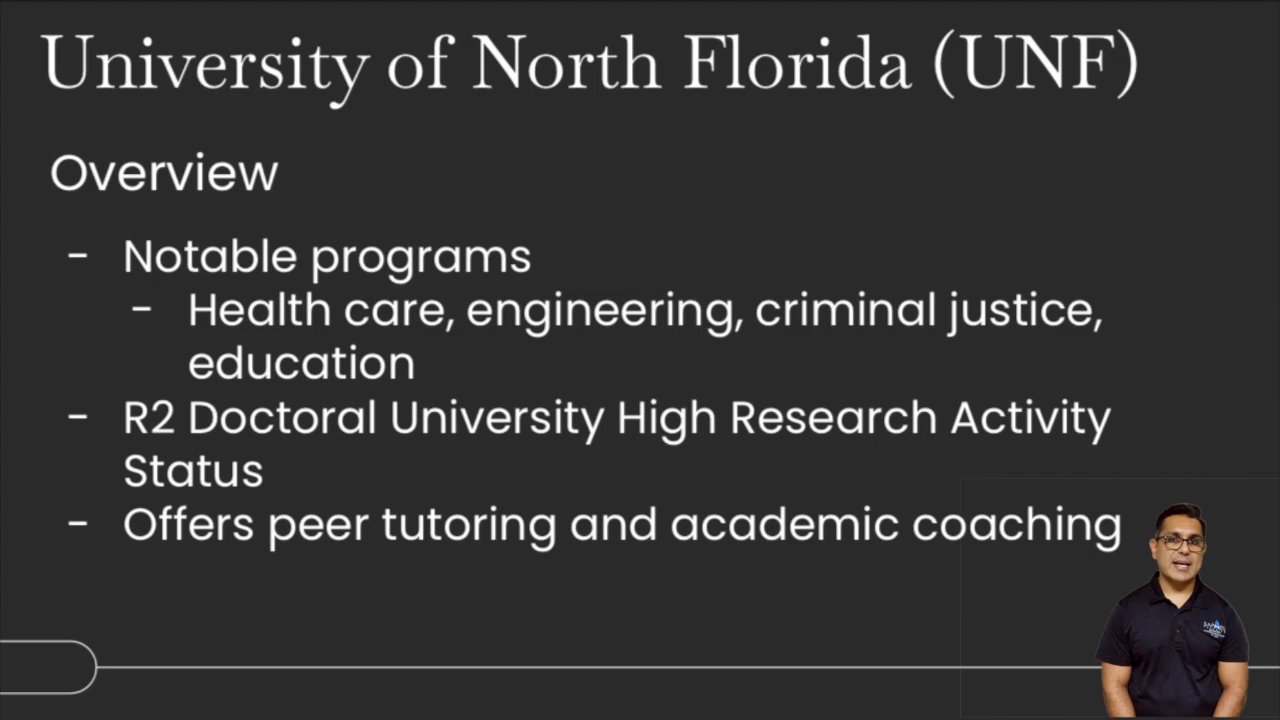 University of North Florida (UNF)
Overview
- Notable programs
- Health care, engineering, criminal justice,
education
- R2 Doctoral University High Research Activity
Status
- Offers peer tutoring and academic coaching